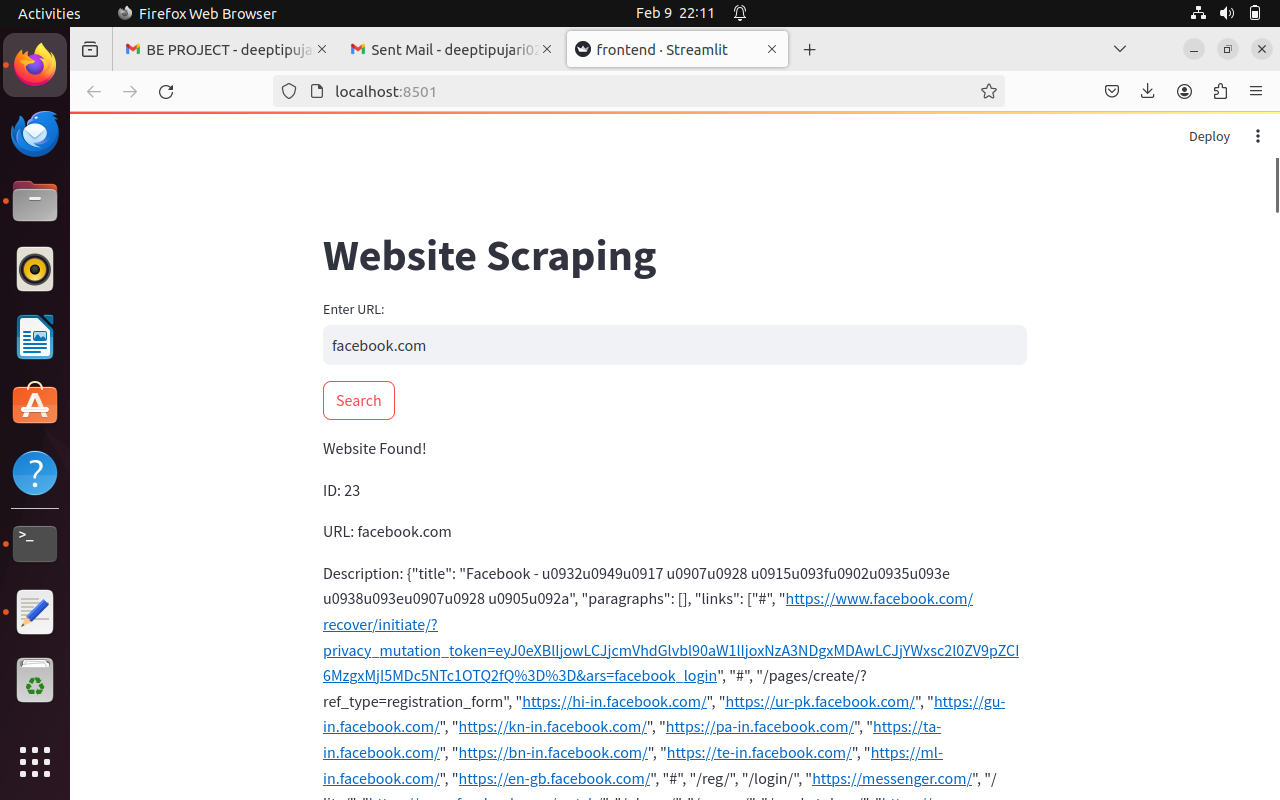 Activities
Firefox Web Browser
Feb 9 22:11
BE PROJECT - deeptipuja
Sent Mail - deeptipujari02
frontend · Streamlit
localhost:8501
Deploy
Website Scraping
Enter URL:
facebook.com
Search
Website Found!
ID: 23
URL: facebook.com
Description: {"title": "Facebook - u0932u0949u0917 u0907u0928 u0915u093fu0902u0935u093e
u0938u093eu0907u0928 u0905u092a", "paragraphs": [], "links": ["#", "https://www.facebook.com/
recover/initiate/?
privacy_mutation_token=eyJ0eXBlIjowLCJjcmVhdGlvbl90aW1lIjoxNzA3NDgxMDAwLCJjYWxsc2l0ZV9pZCI
6MzgxMjI5MDc5NTc1OTQ2fQ%3D%3D&ars=facebook_login", "#", "/pages/create/?
ref_type=registration_form", "https://hi-in.facebook.com/", "https://ur-pk.facebook.com/", "https://gu-
in.facebook.com/", "https://kn-in.facebook.com/", "https://pa-in.facebook.com/", "https://ta-
in.facebook.com/", "https://bn-in.facebook.com/", "https://te-in.facebook.com/", "https://ml-
in.facebook.com/", "https://en-gb.facebook.com/", "#", "/reg/", "/login/", "https://messenger.com/", "/